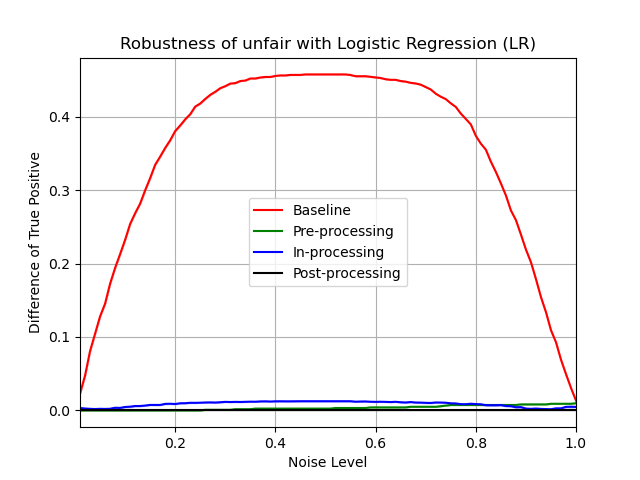 Robustness of unfair with Logistic Regression (LR)
Difference of True Positive
0.4
0.3
0.2
0.1
0.0
Baseline
Pre-processing
In-processing
Post-processing
0.2 0.4 0.6 0.8 1.0
Noise Level